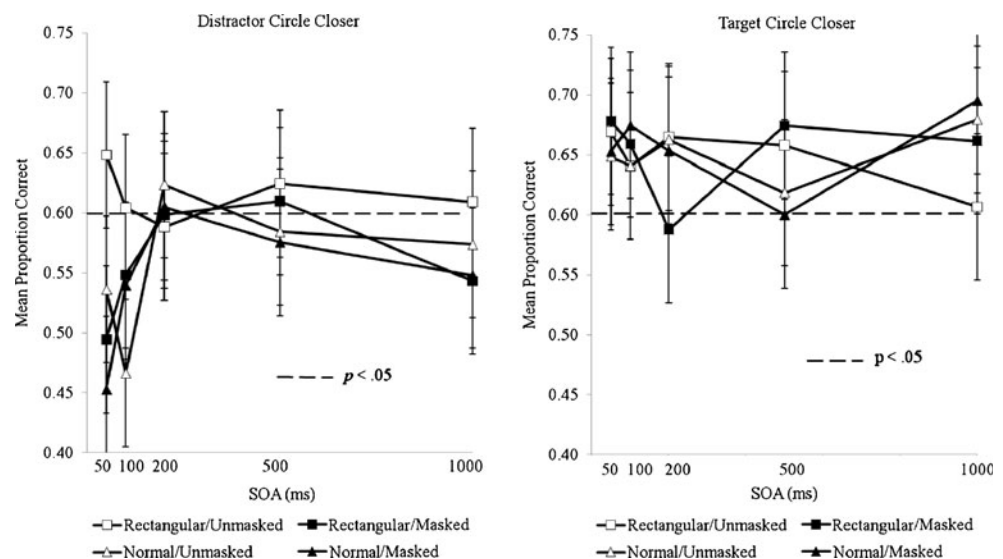 Distractor Circle Closer
0.75
0.70
0.65
0.60
0.55
0.50
0.45
0.40
Mean Proportion Correct
p < .05
50 100 200 500 1000
SOA (ms)
Rectangular/Unmasked Rectangular/Masked
Normal/Unmasked Normal/Masked
Target Circle Closer
0.75
0.70
0.65
0.60
0.55
0.50
0.45
0.40
Mean Proportion Correct
p < .05
50 100 200 500 1000
SOA (ms)
Rectangular/Unmasked Rectangular/Masked
Normal/Unmasked Normal/Masked